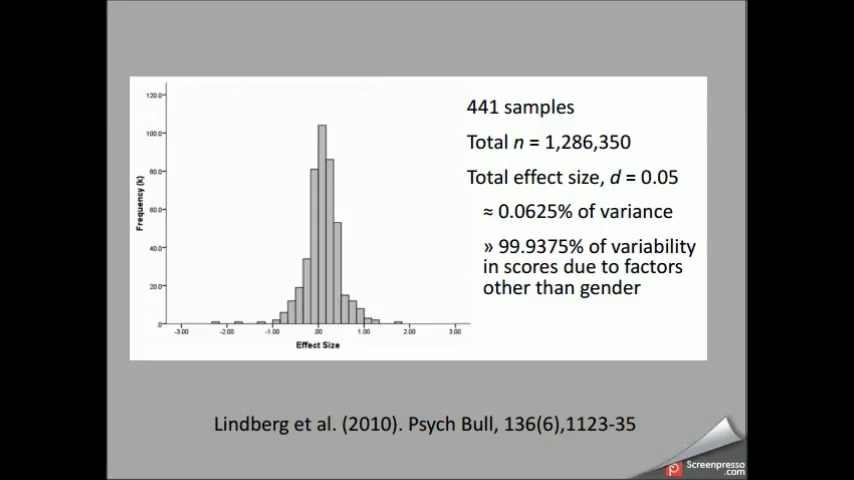 120.0
100.0
80.0
60.0
40.0
20.0
.0
Frequency (k)
-3.00 -2.00 -1.00 .00 1.00 2.00 3.00
Effect Size
441 samples
Total n = 1,286,350
Total effect size, d = 0.05
≈ 0.0625% of variance
» 99.9375% of variability
in scores due to factors
other than gender
Lindberg et al. (2010). Psych Bull, 136(6),1123-35
Screenpresso
.com